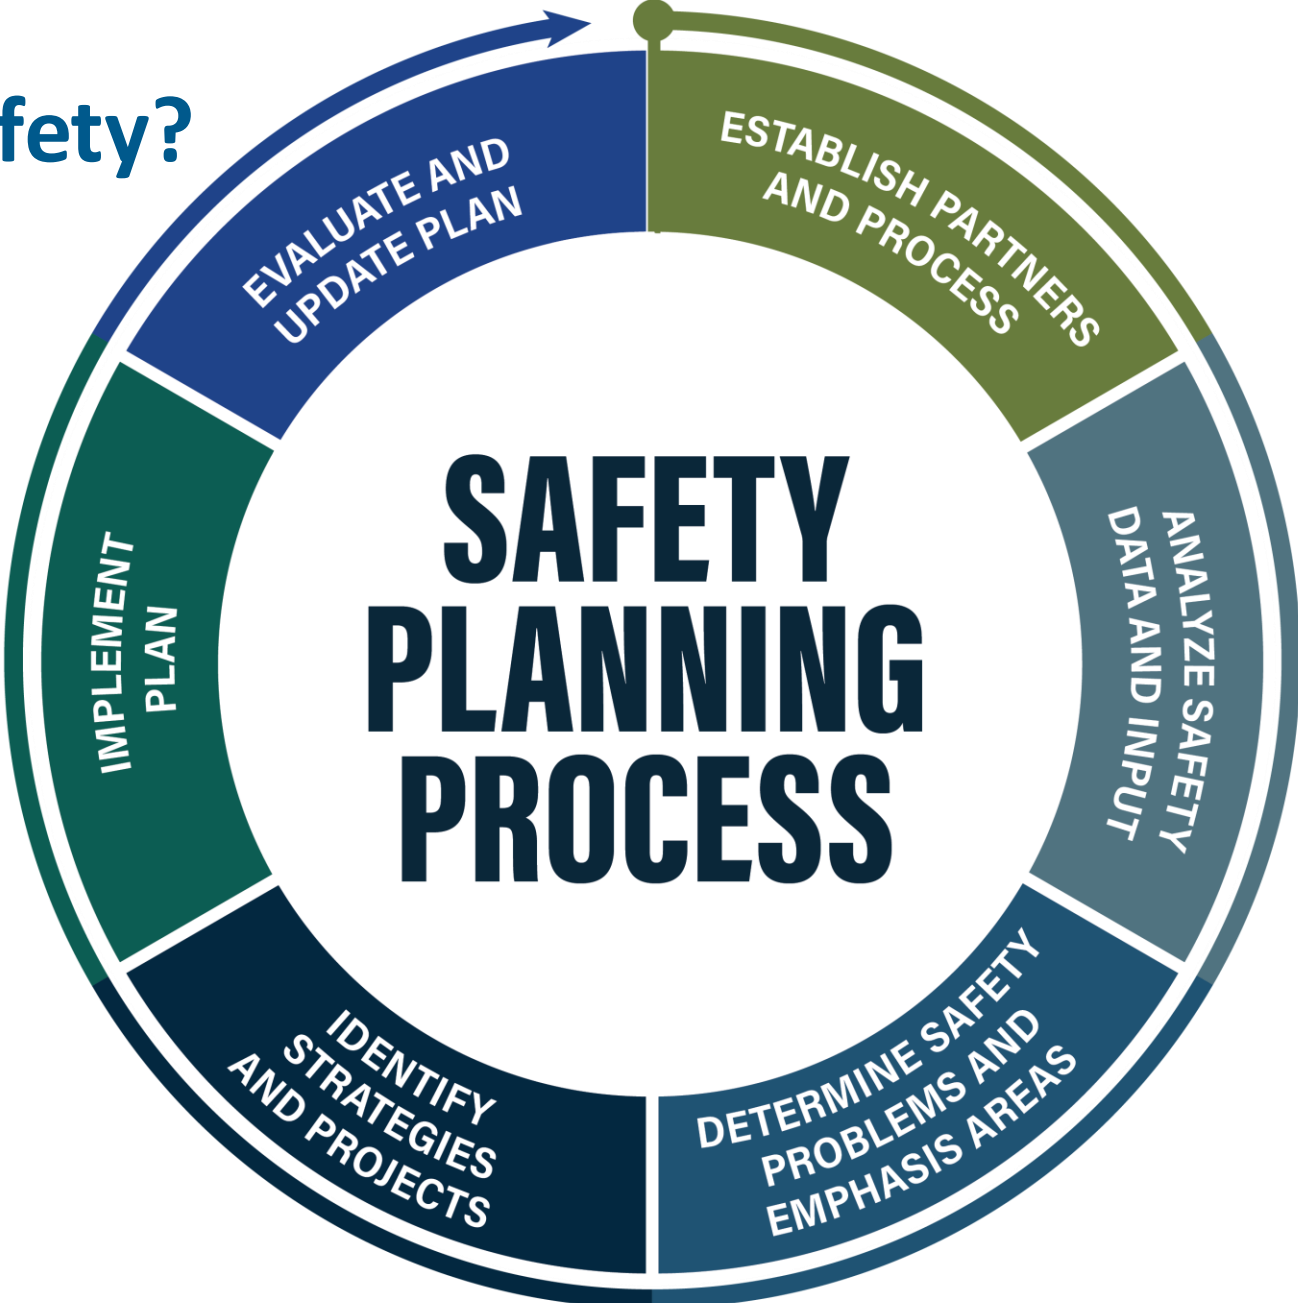 fety?
ESTABLISH PARTNERS
AND PROCESS
ANALYZE SAFETY
DATA AND INPUT
DETERMINE SAFETY
PROBLEMS AND
EMPHASIS AREAS
IDENTIFY
STRATEGIES
AND PROJECTS
IMPLEMENT
PLAN
EVALUATE AND
UPDATE PLAN
SAFETY
PLANNING
PROCESS